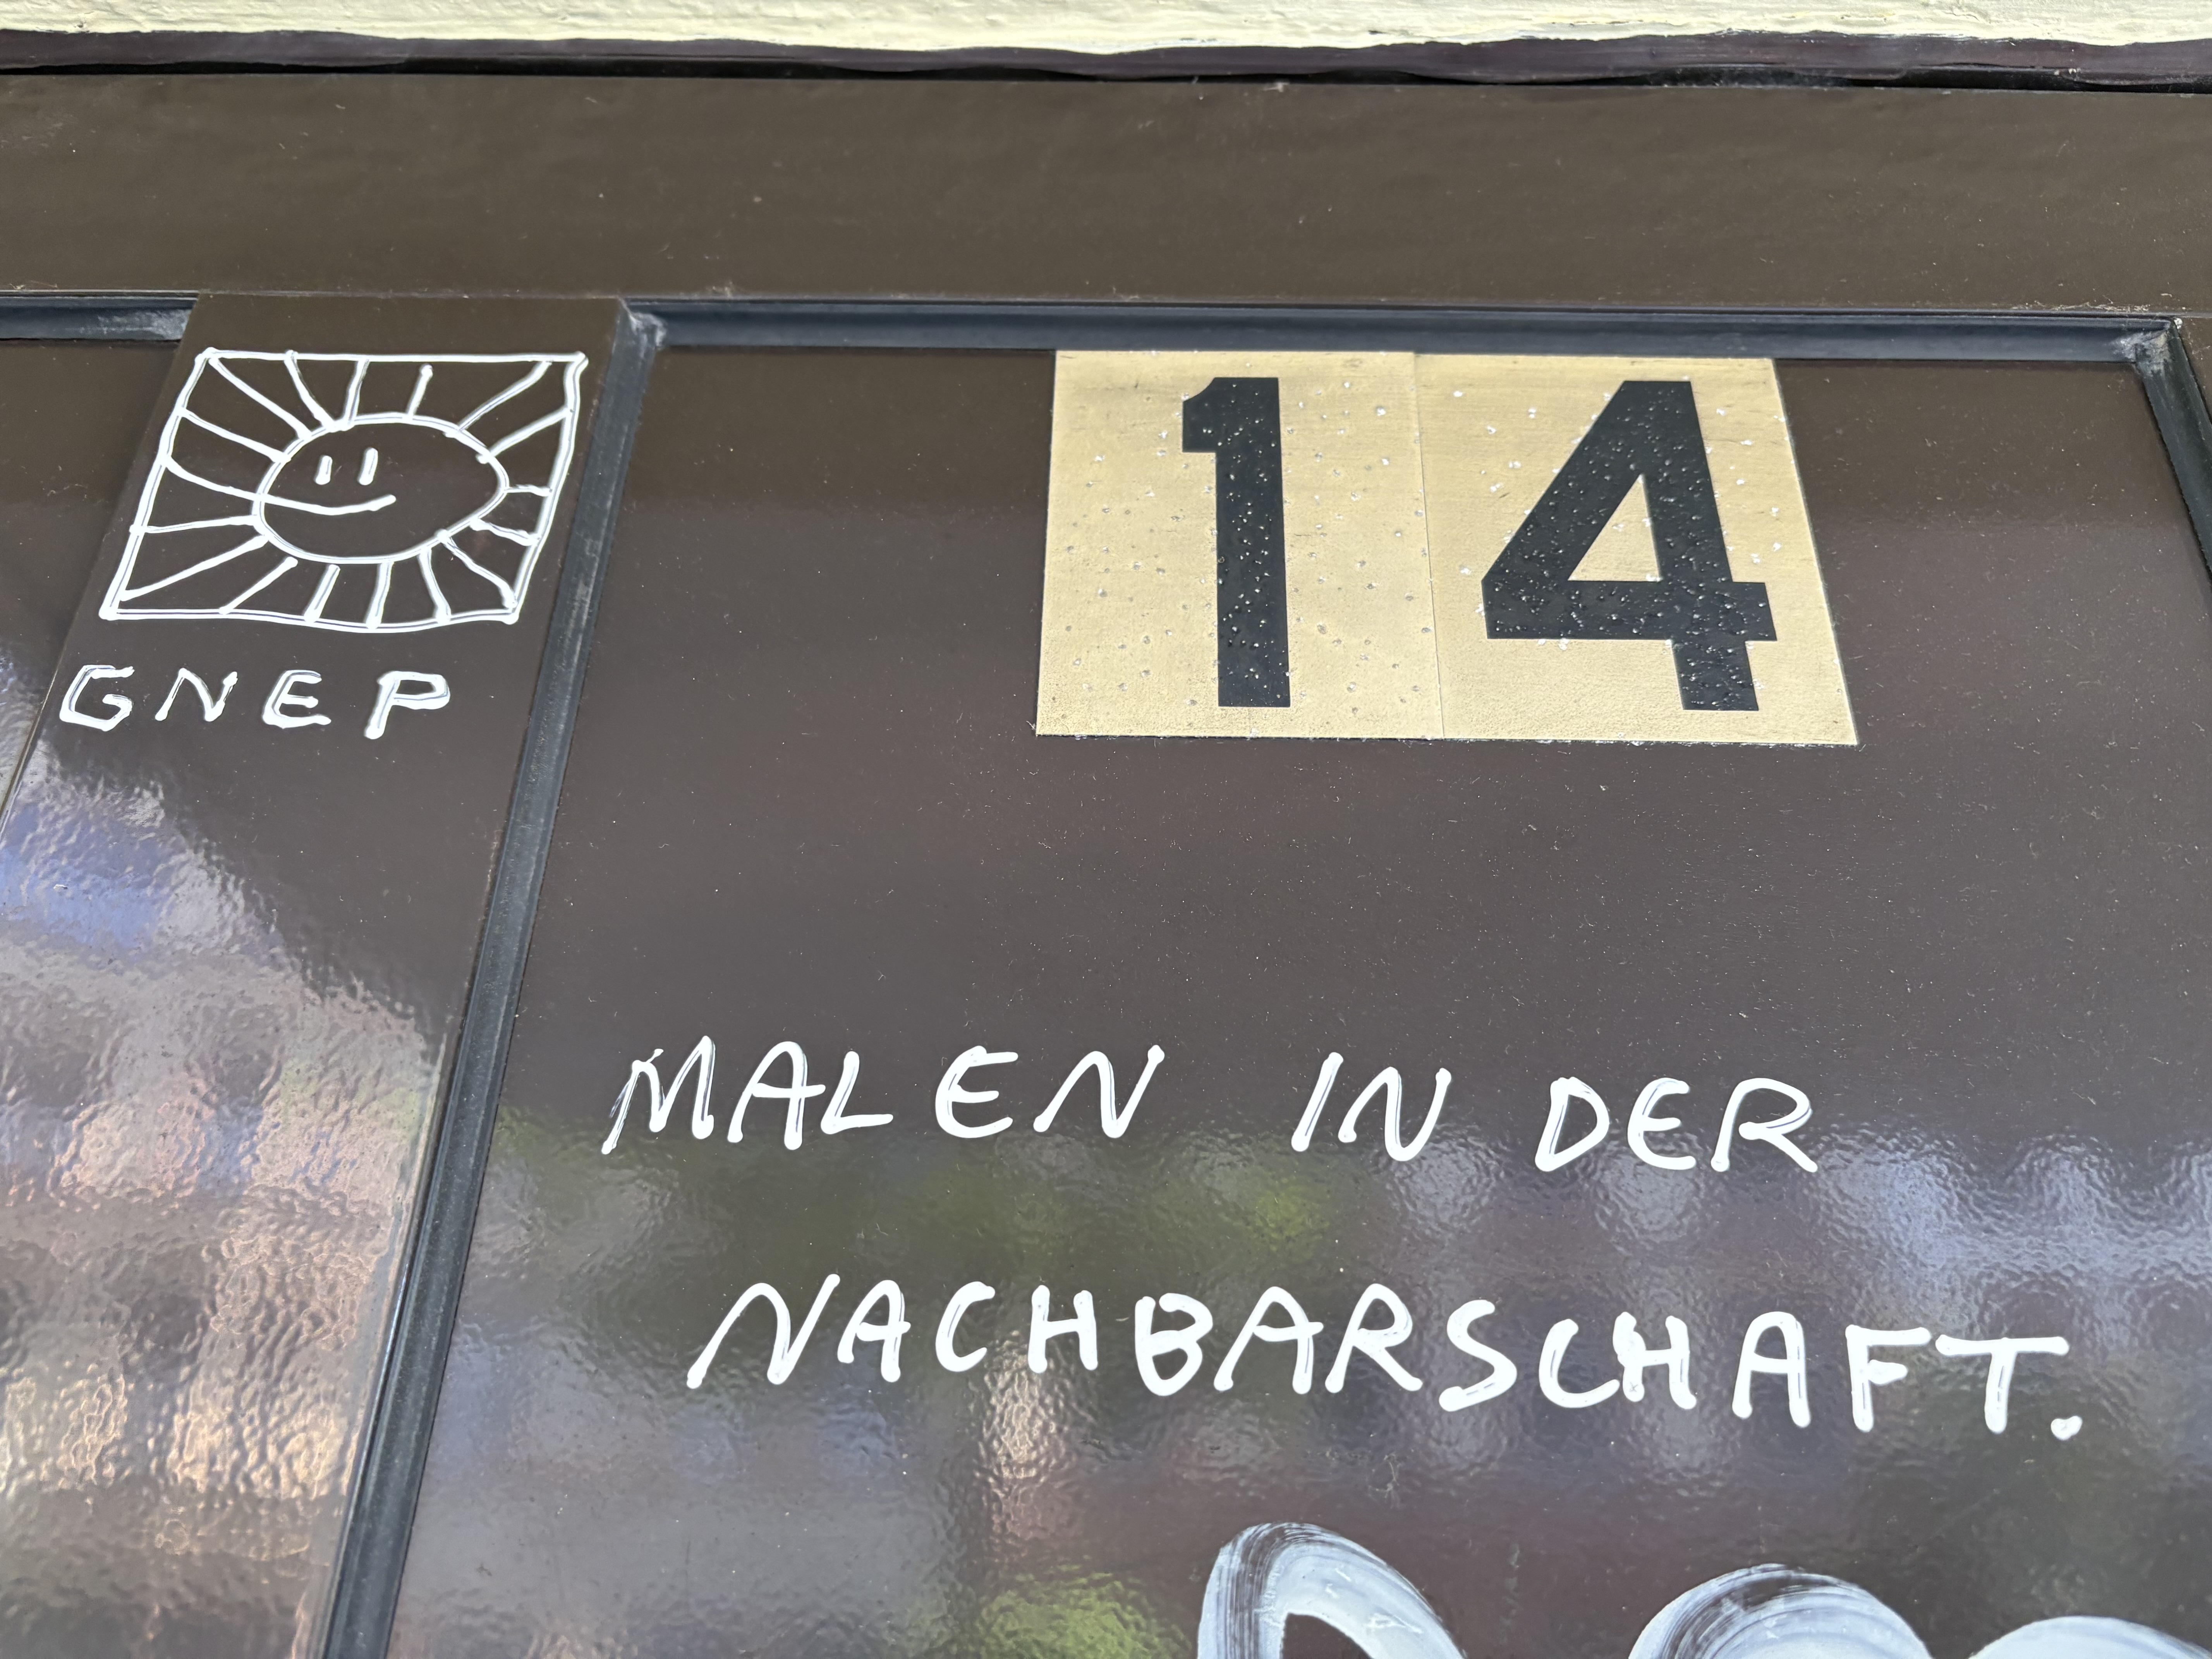 14
GNEP
MALEN IN DER
NACHBARSCHAFT.